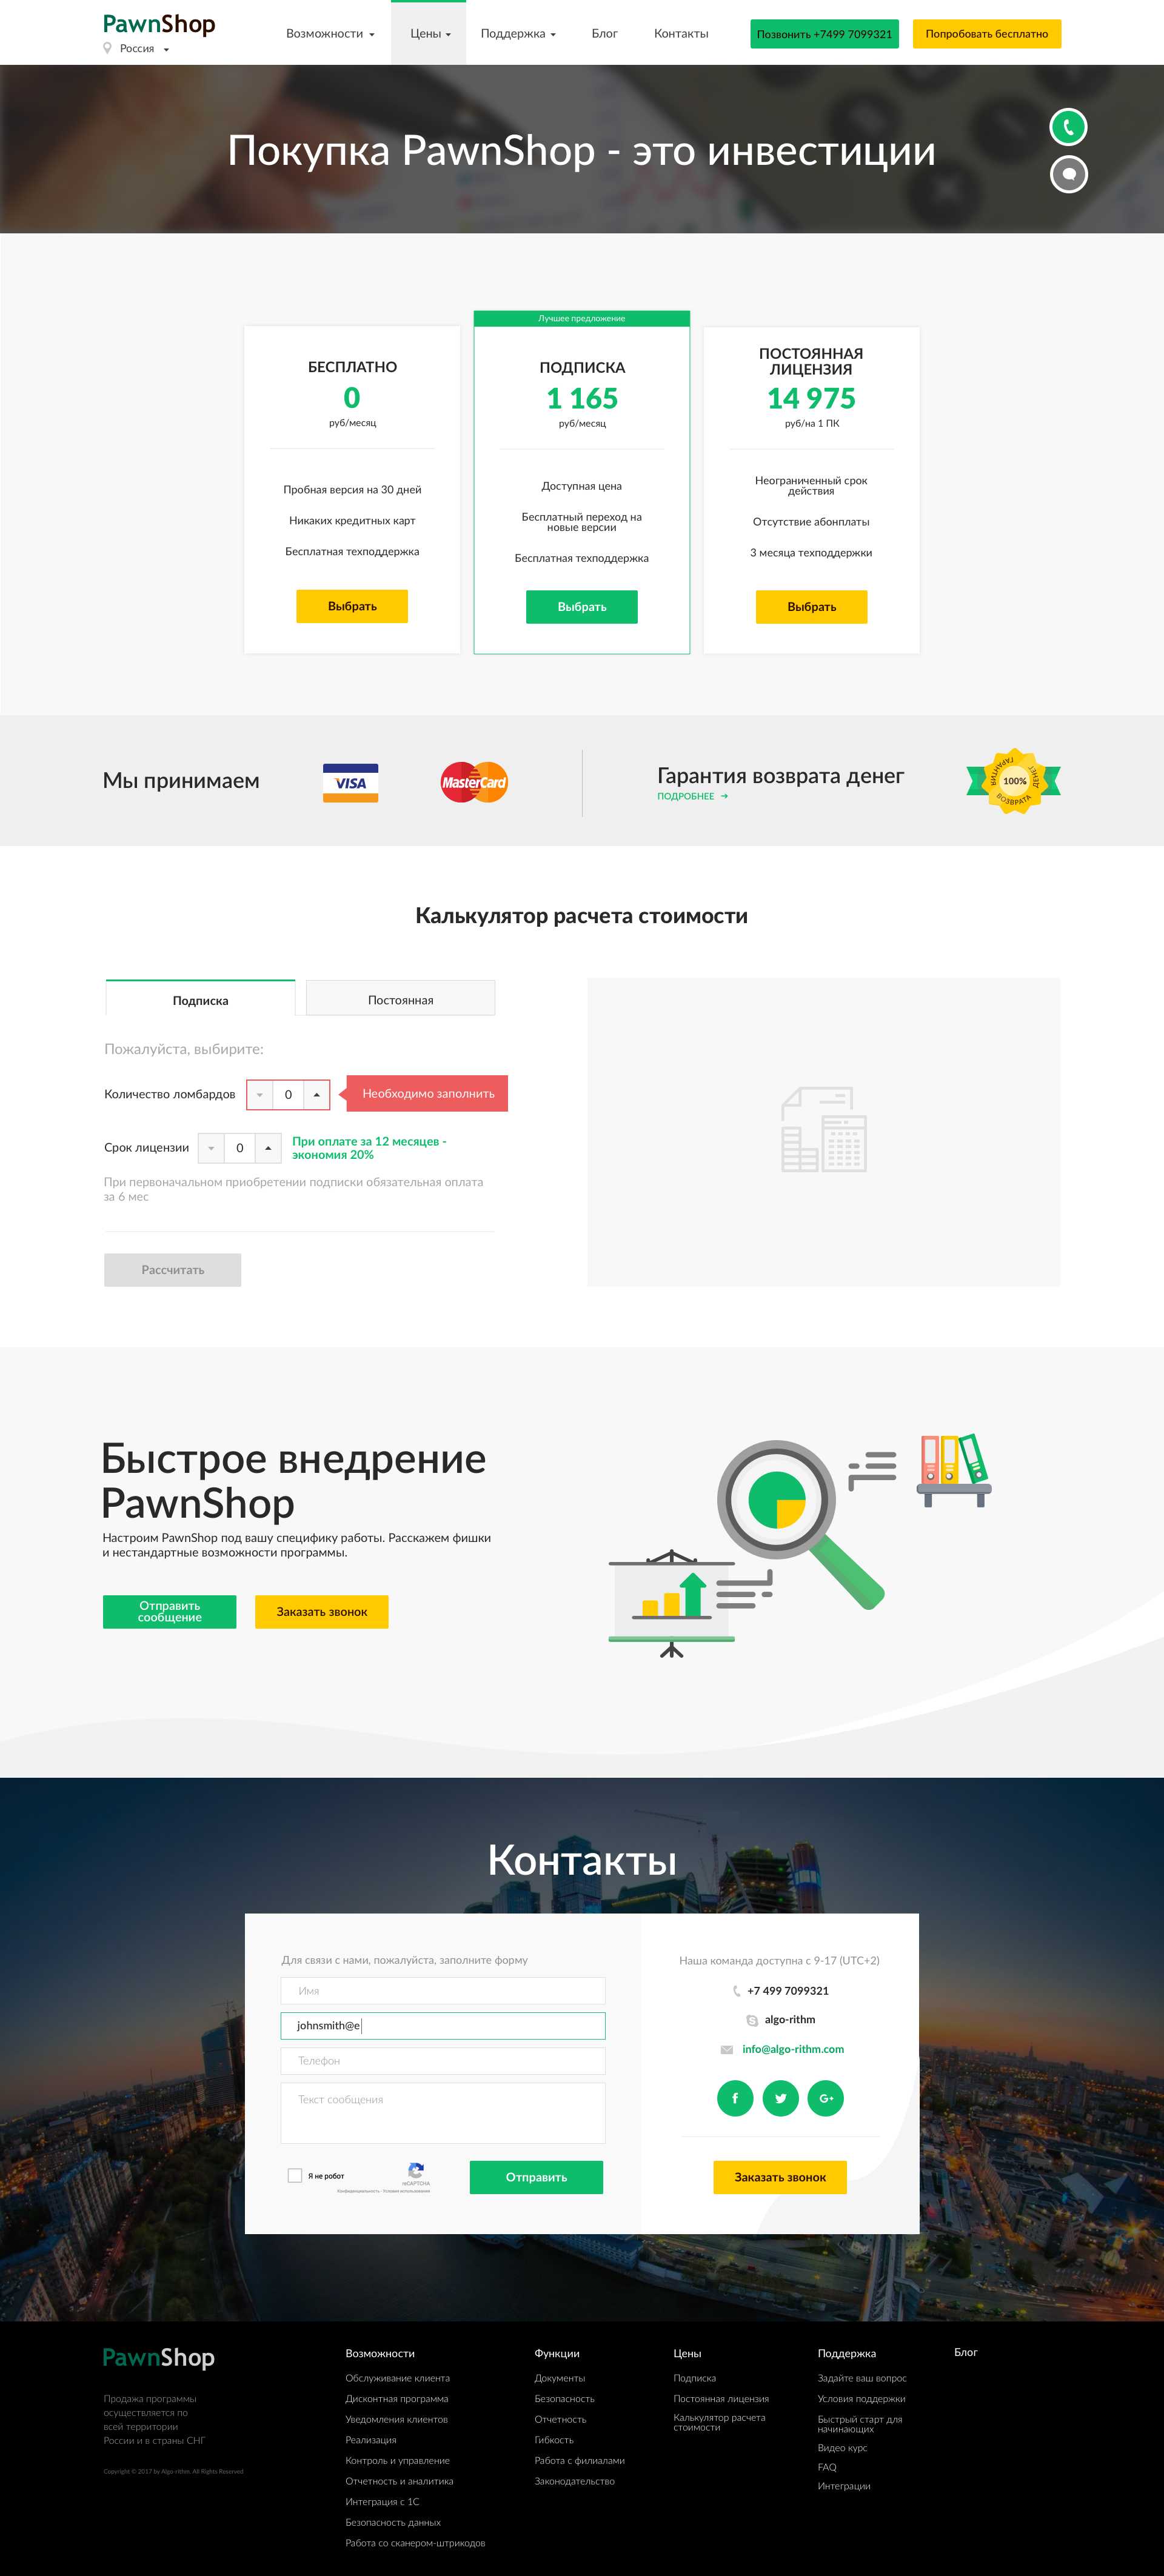 PawnShop
Россия
Возможности
Цены
Поддержка
Блог
Контакты
Позвонить +7499 7099321
Попробовать бесплатно
Покупка PawnShop - это инвестиции
БЕСПЛАТНО
0
руб/месяц
Пробная версия на 30 дней
Никаких кредитных карт
Бесплатная техподдержка
Выбрать
Лучшее предложение
ПОДПИСКА
1 165
руб/месяц
Доступная цена
Бесплатный переход на
новые версии
Бесплатная техподдержка
Выбрать
ПОСТОЯННАЯ
ЛИЦЕНЗИЯ
14 975
руб/на 1 ПК
Неограниченный срок
действия
Отсутствие абонплаты
3 месяца техподдержки
Выбрать
Мы принимаем
VISA
MasterCard
Гарантия возврата денег
ПОДРОБНЕЕ
ГАРАНТИЯ
100%
ВОЗВРАТА
ДЕНЕГ
Калькулятор расчета стоимости
Подписка
Постоянная
Пожалуйста, выбирите:
Количество ломбардов
0
Необходимо заполнить
Срок лицензии
0
При оплате за 12 месяцев -
экономия 20%
При первоначальном приобретении подписки обязательная оплата
за 6 мес
Рассчитать
Быстрое внедрение
PawnShop
Настроим PawnShop под вашу специфику работы. Расскажем фишки
и нестандартные возможности программы.
Отправить
сообщение
Заказать звонок
Контакты
Для связи с нами, пожалуйста, заполните форму
Имя
johnsmith@e
Телефон
Текст сообщения
Я не робот
reCAPTCHA
Конфиденциальность - Условия использования
Отправить
Наша команда доступна с 9-17 (UTC+2)
+7 499 7099321
algo-rithm
info@algo-rithm.com
Заказать звонок
PawnShop
Продажа программы
осуществляется по
всей территории
России и в страны СНГ
Copyright © 2017 by Algo-rithm. All Rights Reserved
Возможности
Обслуживание клиента
Дисконтная программа
Уведомления клиентов
Реализация
Контроль и управление
Отчетность и аналитика
Интеграция с 1С
Безопасность данных
Работа со сканером-штрикодов
Функции
Документы
Безопасность
Отчетность
Гибкость
Работа с филиалами
Законодательство
Цены
Подписка
Постоянная лицензия
Калькулятор расчета
стоимости
Поддержка
Задайте ваш вопрос
Условия поддержки
Быстрый старт для
начинающих
Видео курс
FAQ
Интеграции
Блог